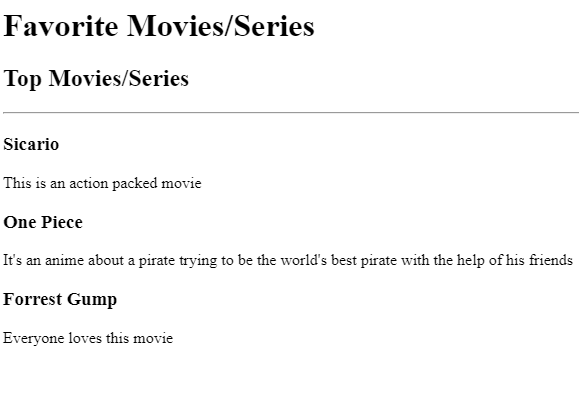 Favorite Movies/Series
Top Movies/Series
Sicario
This is an action packed movie
One Piece
It's an anime about a pirate trying to be the world's best pirate with the help of his friends
Forrest Gump
Everyone loves this movie